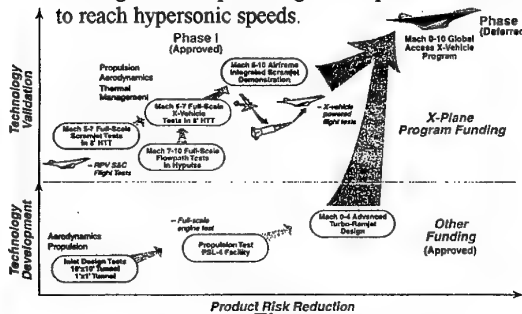 to reach hypersonic speeds.
Phase I
(Approved)
Phase
(Deferred
Mach 0-10 Global
Access X-Vehicle
Program
Propulsion
Aerodynamics
Thermal
Management
Mach 5-10 Airframe
Integrated Scramjet
Demonstration
Mach 5-7 Full-Scale
X-Vehicle
Tests in 8' HTT
– X-vehicle
powered flight tests
Mach 5-7 Full-Scale
Scramjet Tests
in 8' HTT
Mach 7-10 Full-Scale
Flowpath Tests
in Hypulse
– RPV S&C
Flight Tests
X-Plane
Program Funding
Technology
Validation
Mach 0-4 Advanced
Turbo-Ramjet
Design
– Full-scale
engine test
Aerodynamics
Propulsion
Propulsion Test
PSL-4 Facility
Inlet Design Tests
10'x10' Tunnel
1'x1' Tunnel
Other
Funding
(Approved)
Technology
Development
Product Risk Reduction